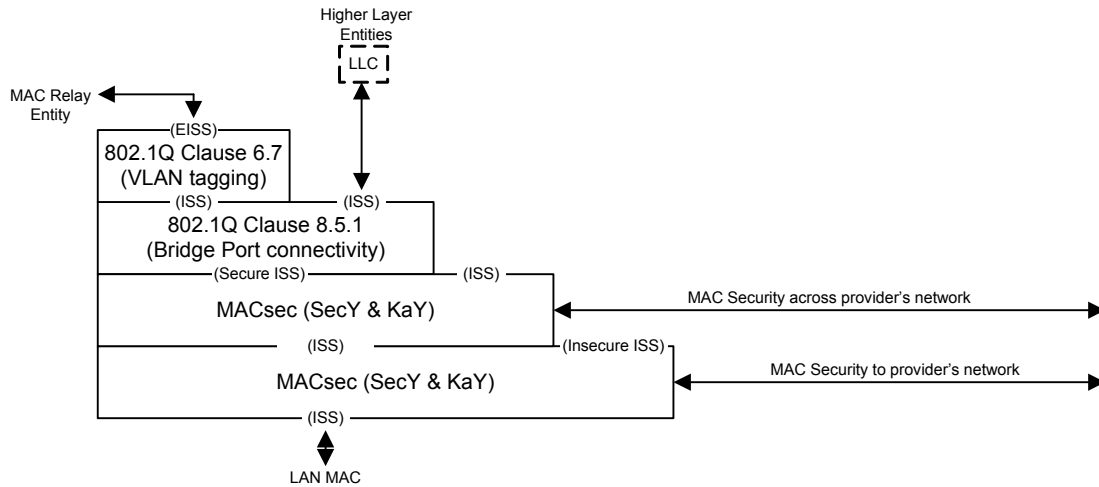 Higher Layer
Entities
LLC
MAC Relay
Entity
(EISS)
802.1Q Clause 6.7
(VLAN tagging)
(ISS)
(ISS)
802.1Q Clause 8.5.1
(Bridge Port connectivity)
(Secure ISS)
(ISS)
MACsec (SecY & KaY)
MAC Security across provider's network
(ISS)
(Insecure ISS)
MACsec (SecY & KaY)
MAC Security to provider's network
(ISS)
LAN MAC